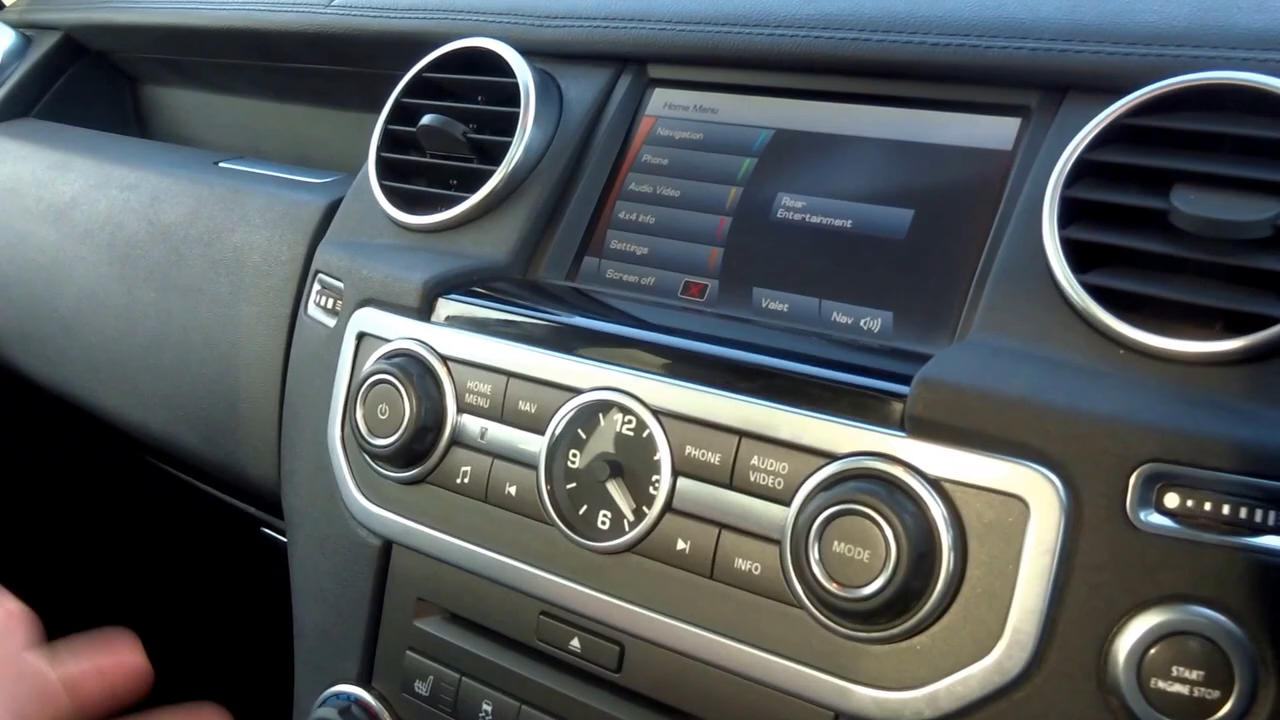 Home Menu
Navigation
Phone
Audio Video
4x4 Info
Settings
Screen off
Rear
Entertainment
Valet
Nav
HOME
MENU
NAV
PHONE
AUDIO
VIDEO
12
9
3
6
INFO
MODE
START
ENGINE STOP